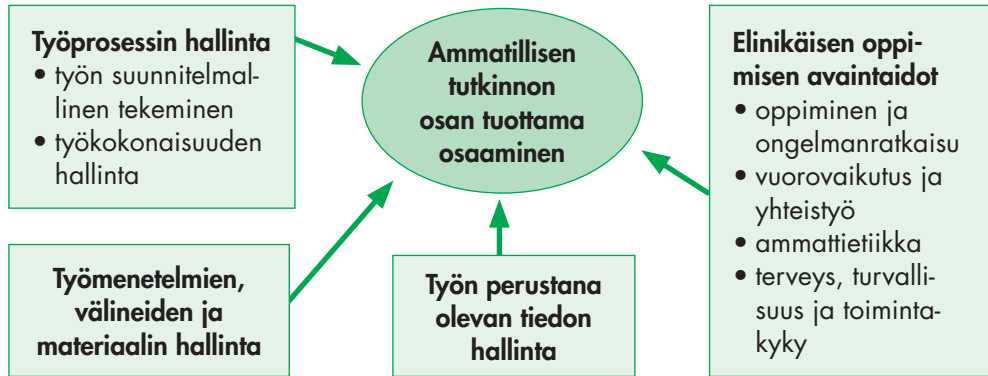 Työprosessin hallinta
• työn suunnitelmal-
linen tekeminen
• työkokonaisuuden
hallinta
Ammatillisen
tutkinnon
osan tuottama
osaaminen
Elinikäisen oppi-
misen avaintaidot
• oppiminen ja
ongelmanratkaisu
• vuorovaikutus ja
yhteistyö
• ammattietiikka
• terveys, turvalli-
suus ja toiminta-
kyky
Työmenetelmien,
välineiden ja
materiaalin hallinta
Työn perustana
olevan tiedon
hallinta